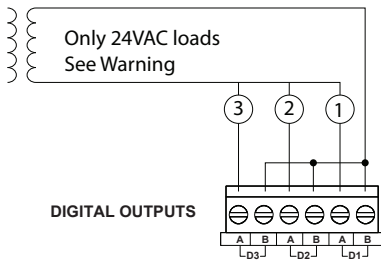 Only 24VAC loads
See Warning
3 2 1
DIGITAL OUTPUTS
A B A B A B
D3 D2 D1